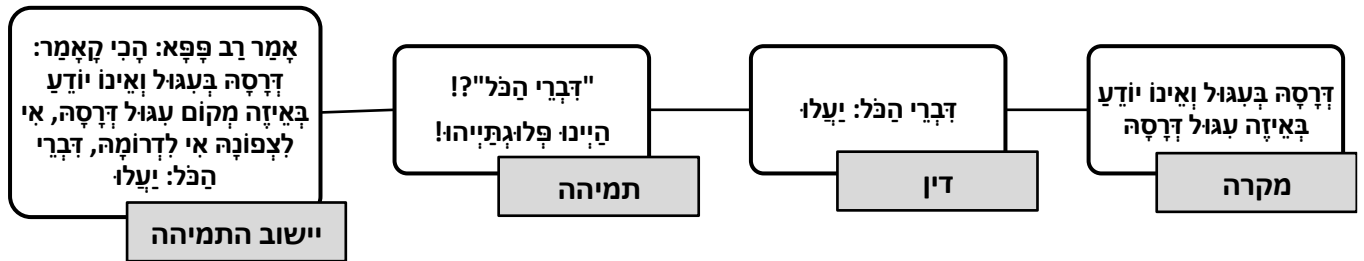 דְּרָסָהּ בְּעִגּוּל וְאֵינוֹ יוֹדֵעַ
בְּאֵיזֶה עִגּוּל דְּרָסָהּ
מקרה
דִּבְרֵי הַכֹּל: יַעֲלוּ
דין
"דִּבְרֵי הַכֹּל"?!
הַיְינוּ פְּלוּגְתַּיְיהוּ!
תמיהה
אָמַר רַב פָּפָּא: הָכִי קָאָמַר:
דְּרָסָהּ בְּעִגּוּל וְאֵינוֹ יוֹדֵעַ
בְּאֵיזֶה מְקוֹם עִגּוּל דְּרָסָהּ, אִי
לִצְפוֹנָהּ אִי לִדְרוֹמָהּ, דִּבְרֵי
הַכֹּל: יַעֲלוּ
יישוב התמיהה